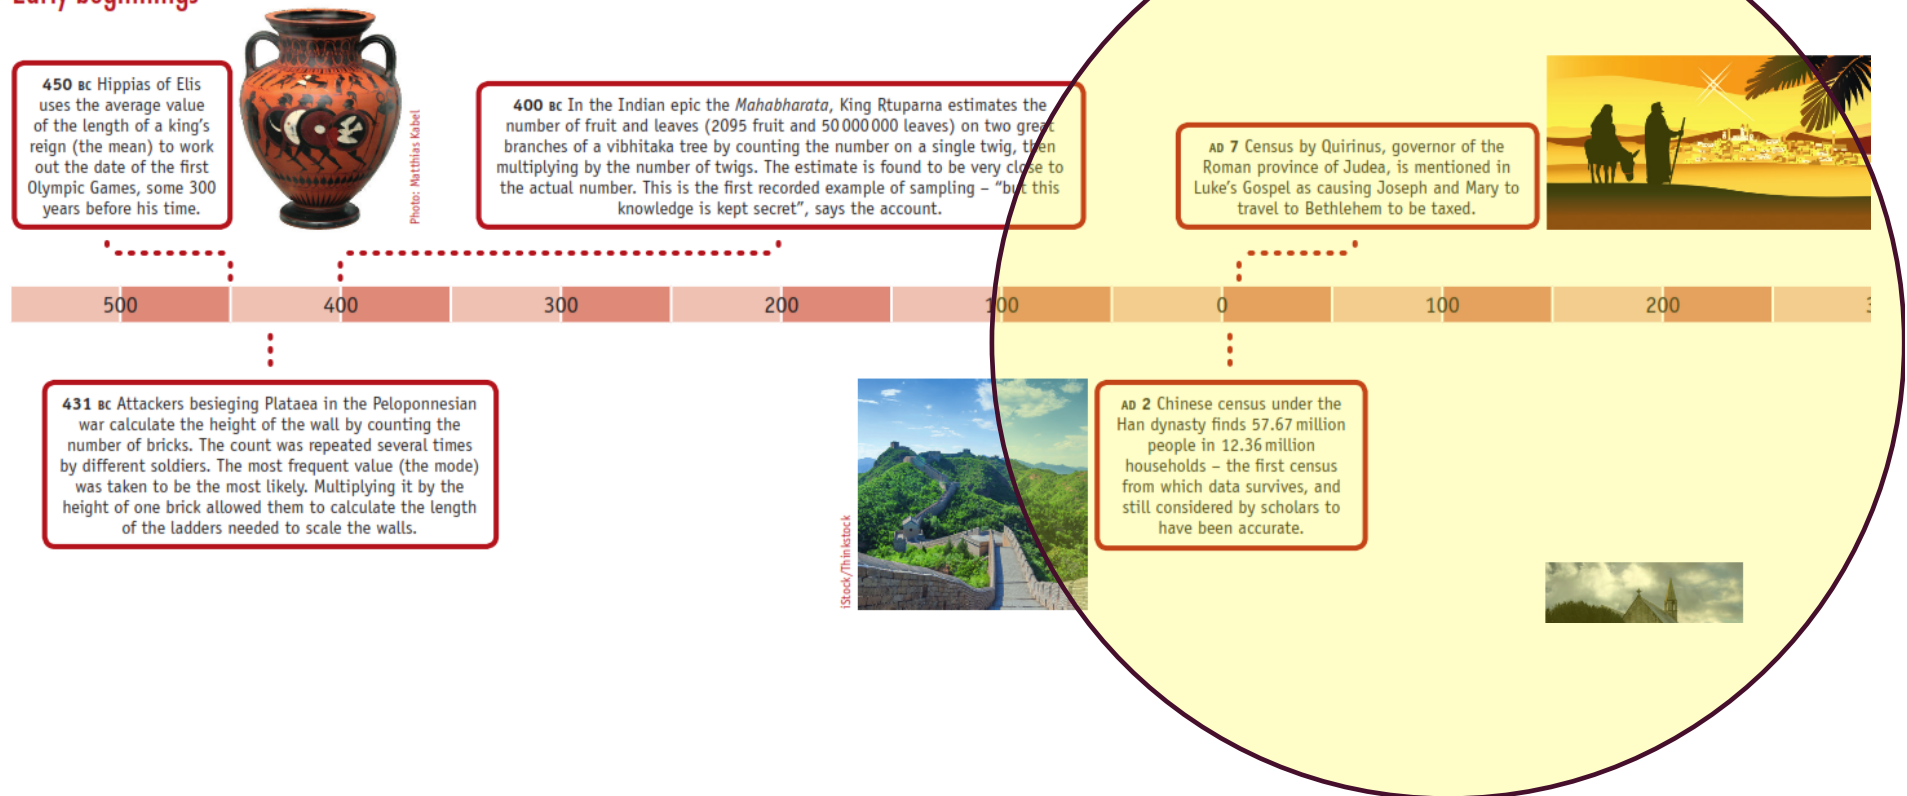 Early beginnings
450 BC Hippias of Elis
uses the average value
of the length of a king's
reign (the mean) to work
out the date of the first
Olympic Games, some 300
years before his time.
Photo: Matthias Kabel
400 BC In the Indian epic the Mahabharata, King Rtuparna estimates the
number of fruit and leaves (2095 fruit and 50 000 000 leaves) on two great
branches of a vibhitaka tree by counting the number on a single twig, then
multiplying by the number of twigs. The estimate is found to be very close to
the actual number. This is the first recorded example of sampling – “but this
knowledge is kept secret”, says the account.
AD 7 Census by Quirinus, governor of the
Roman province of Judea, is mentioned in
Luke's Gospel as causing Joseph and Mary to
travel to Bethlehem to be taxed.
500 400 300 200 100 0 100 200
431 BC Attackers besieging Plataea in the Peloponnesian
war calculate the height of the wall by counting the
number of bricks. The count was repeated several times
by different soldiers. The most frequent value (the mode)
was taken to be the most likely. Multiplying it by the
height of one brick allowed them to calculate the length
of the ladders needed to scale the walls.
iStock/Thinkstock
AD 2 Chinese census under the
Han dynasty finds 57.67 million
people in 12.36 million
households – the first census
from which data survives, and
still considered by scholars to
have been accurate.